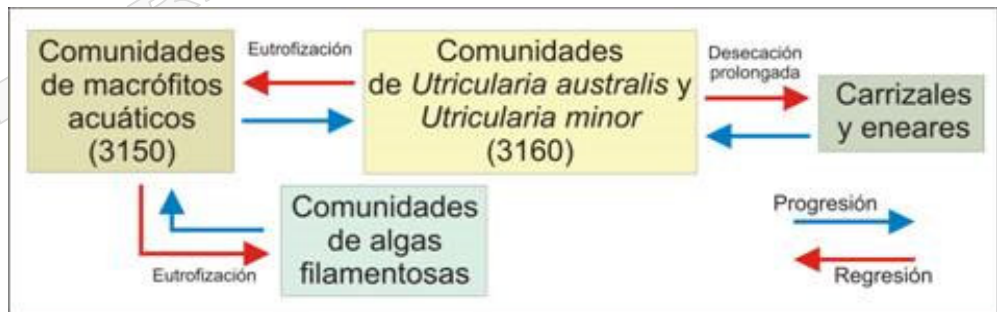 Comunidades
de macrófitos
acuáticos
(3150)
Eutrofización
Comunidades
de Utricularia australis y
Utricularia minor
(3160)
Desecación
prolongada
Carrizales
y eneares
Comunidades
de algas
filamentosas
Eutrofización
Progresión
Regresión